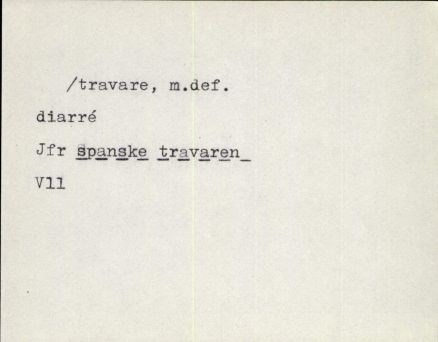 /travare, m.def.
diarré
Jfr spanske travaren
Vll